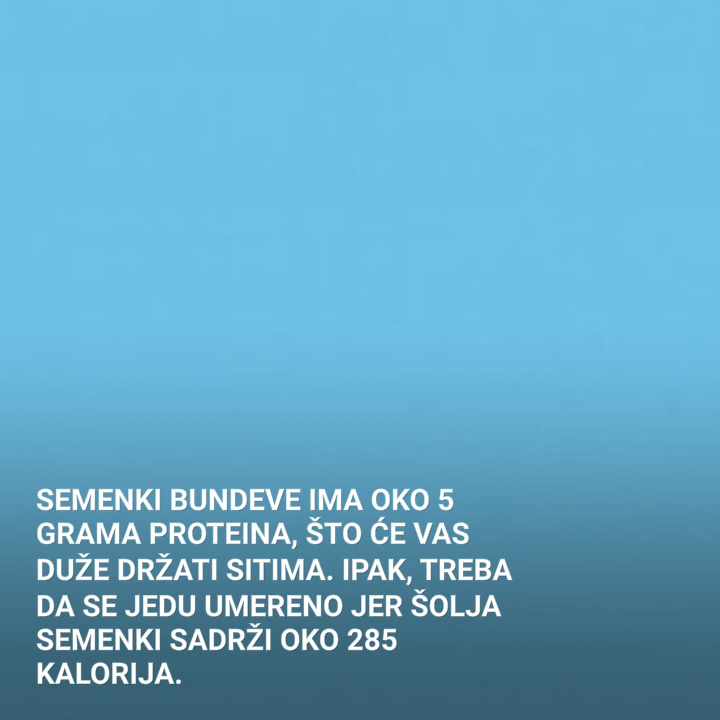 SEMENKI BUNDEVE IMA OKO 5
GRAMA PROTEINA, ŠTO ĆE VAS
DUŽE DRŽATI SITIMA. IPAK, TREBA
DA SE JEDU UMERENO JER ŠOLJA
SEMENKI SADRŽI OKO 285
KALORIJA.